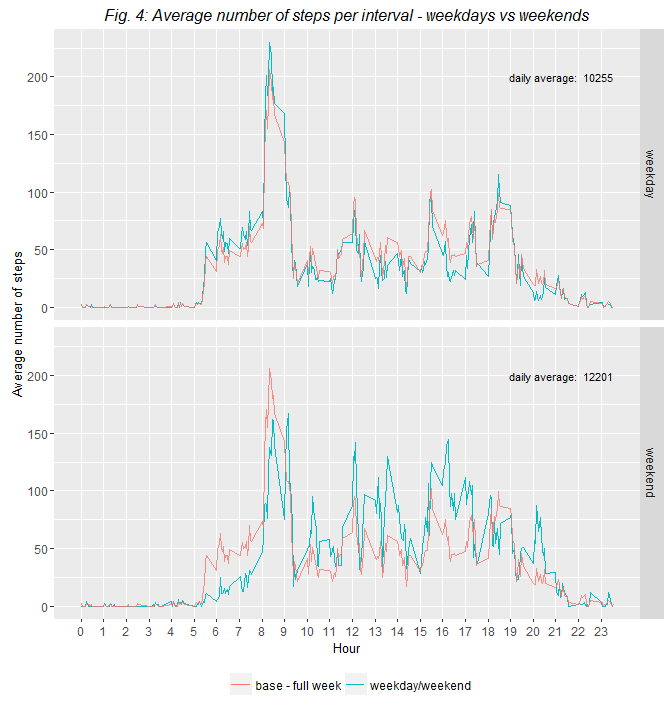 Fig. 4: Average number of steps per interval - weekdays vs weekends
200
150
100
50
0
daily average: 10255
weekday
Average number of steps
200
150
100
50
0
daily average: 12201
weekend
0 1 2 3 4 5 6 7 8 9 10 11 12 13 14 15 16 17 18 19 20 21 22 23
Hour
base - full week weekday/weekend